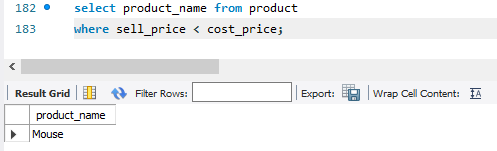 182 select product_name from product
183 where sell_price < cost_price;
Result Grid Filter Rows: Export: Wrap Cell Content:
product_name
Mouse